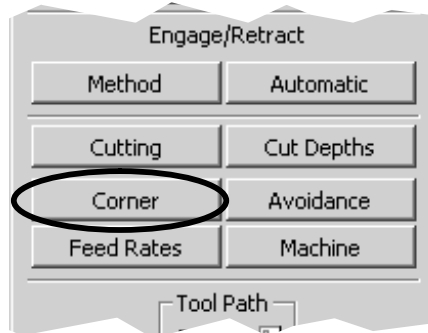 Engage/Retract
Method Automatic
Cutting Cut Depths
Corner Avoidance
Feed Rates Machine
Tool Path